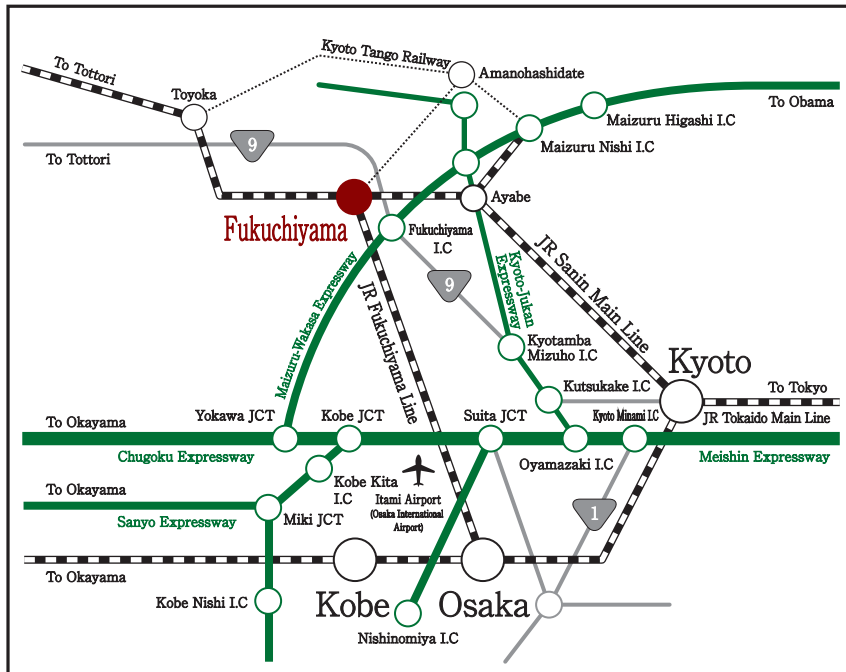 Kyoto Tango Railway
Amanohashidate
To Tottori
Toyoka
To Obama
Maizuru Higashi I.C
Maizuru Nishi I.C
9
To Tottori
Ayabe
Fukuchiyama
Fukuchiyama
I.C
JR Sanin Main Line
Kyoto-Jukan
Expressway
9
Maizuru-Wakasa Expressway
JR Fukuchiyama Line
Kyotamba
Mizuho I.C
Kyoto
Kutsukake I.C
To Tokyo
JR Tokaido Main Line
To Okayama
Yokawa JCT
Kobe JCT
Suita JCT
Kyoto Minami I.C
Chugoku Expressway
Oyamazaki I.C
Meishin Expressway
Kobe Kita
I.C
To Okayama
Itami Airport
(Osaka International
Airport)
Sanyo Expressway
Miki JCT
1
To Okayama
Kobe Nishi I.C
Kobe
Osaka
Nishinomiya I.C